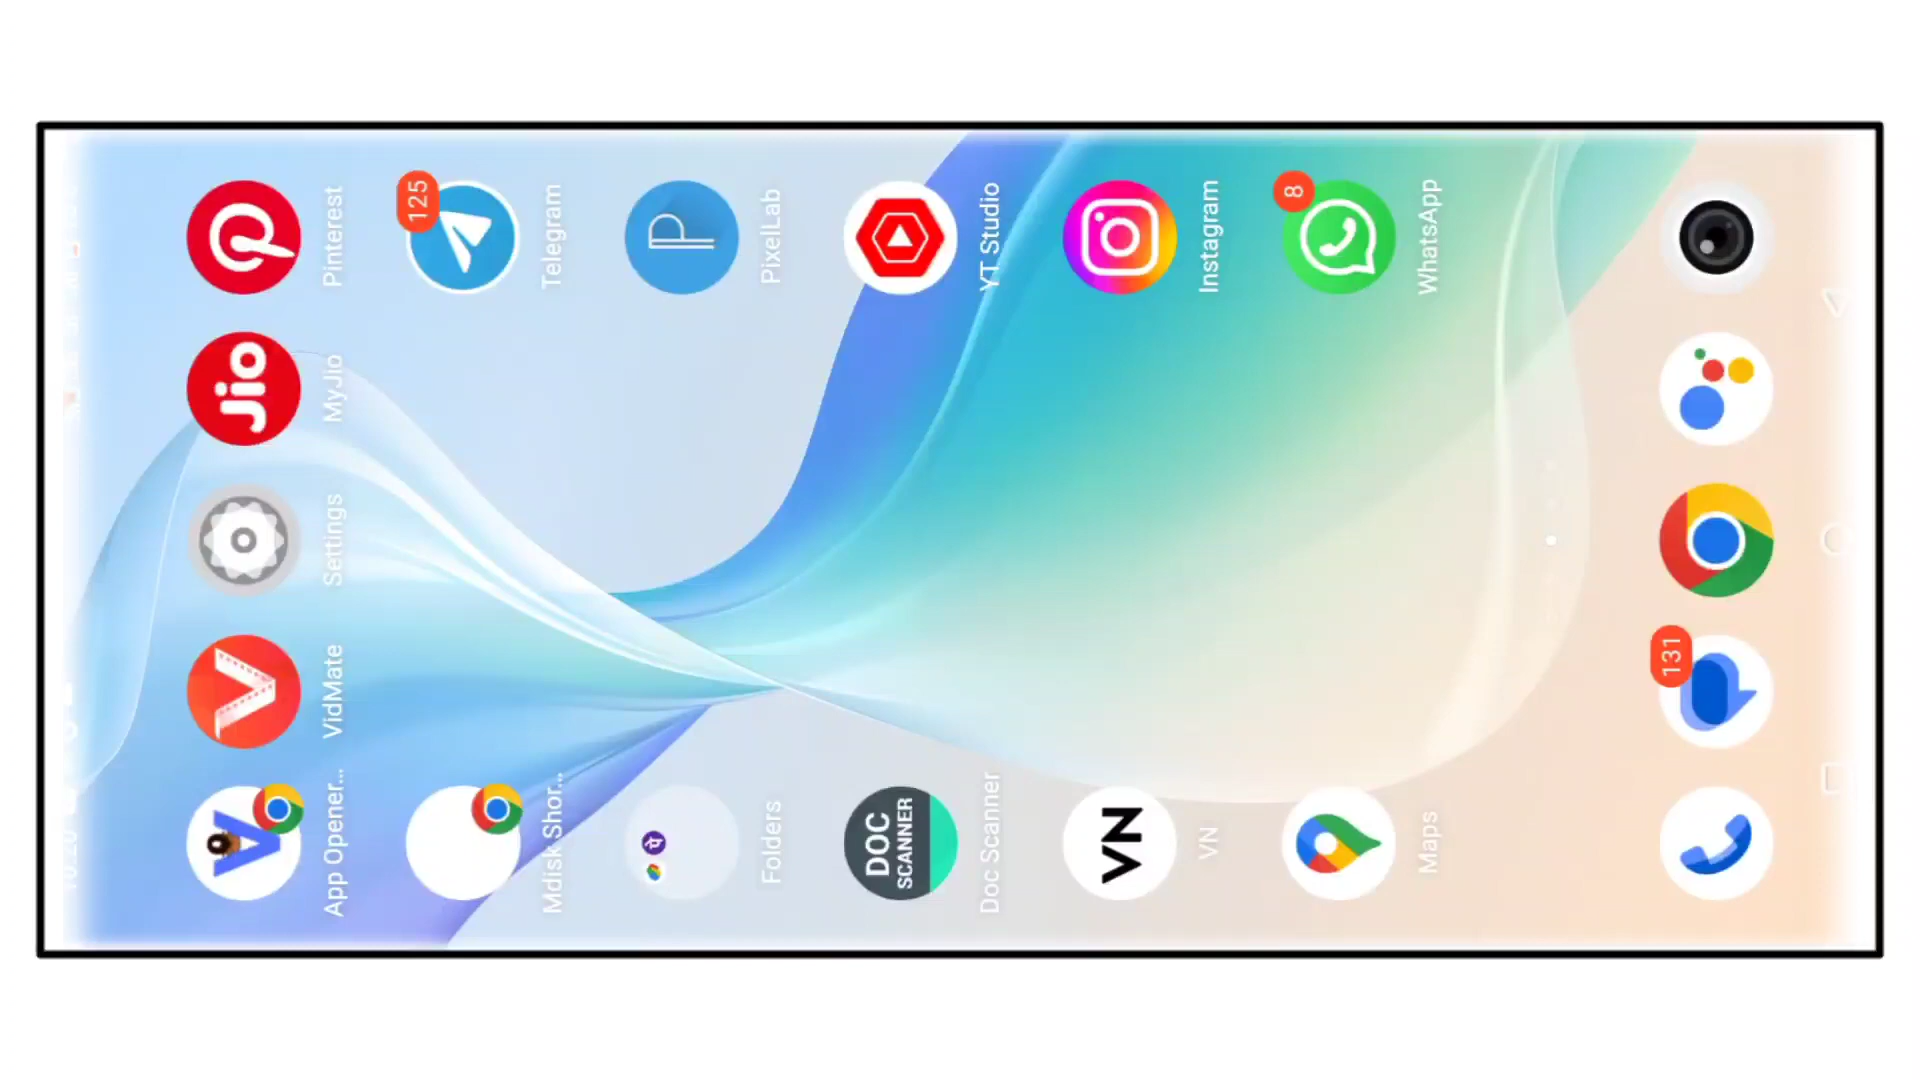 Jio
App Opener...
VidMate
Settings
MyJio
Pinterest
125
Mdisk Shor...
Telegram
पे
Folders
PixelLab
DOC
SCANNER
Doc Scanner
YT Studio
VN
VN
Instagram
8
Maps
WhatsApp
131